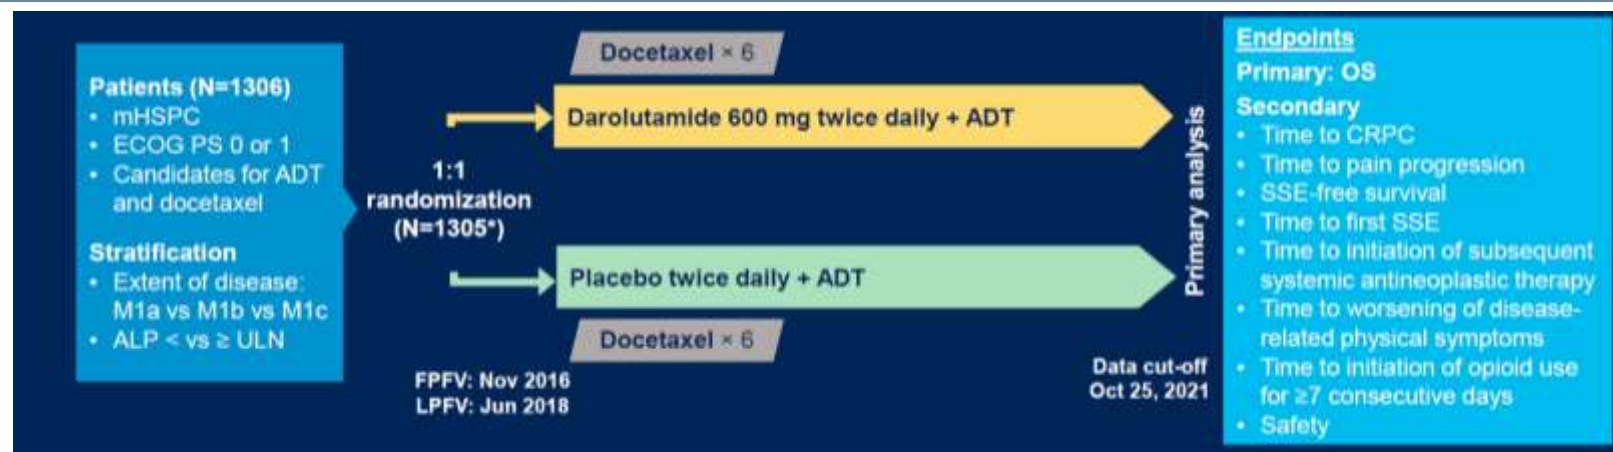 Patients (N=1306)
• mHSPC
• ECOG PS 0 or 1
• Candidates for ADT
and docetaxel
Stratification
• Extent of disease:
M1a vs M1b vs M1c
• ALP < vs ≥ ULN
1:1
randomization
(N=1305*)
Docetaxel × 6
Darolutamide 600 mg twice daily + ADT
Placebo twice daily + ADT
Docetaxel × 6
FPFV: Nov 2016
LPFV: Jun 2018
Primary analysis
Data cut-off
Oct 25, 2021
Endpoints
Primary: OS
Secondary
• Time to CRPC
• Time to pain progression
• SSE-free survival
• Time to first SSE
• Time to initiation of subsequent
systemic antineoplastic therapy
• Time to worsening of disease-
related physical symptoms
• Time to initiation of opioid use
for ≥7 consecutive days
• Safety